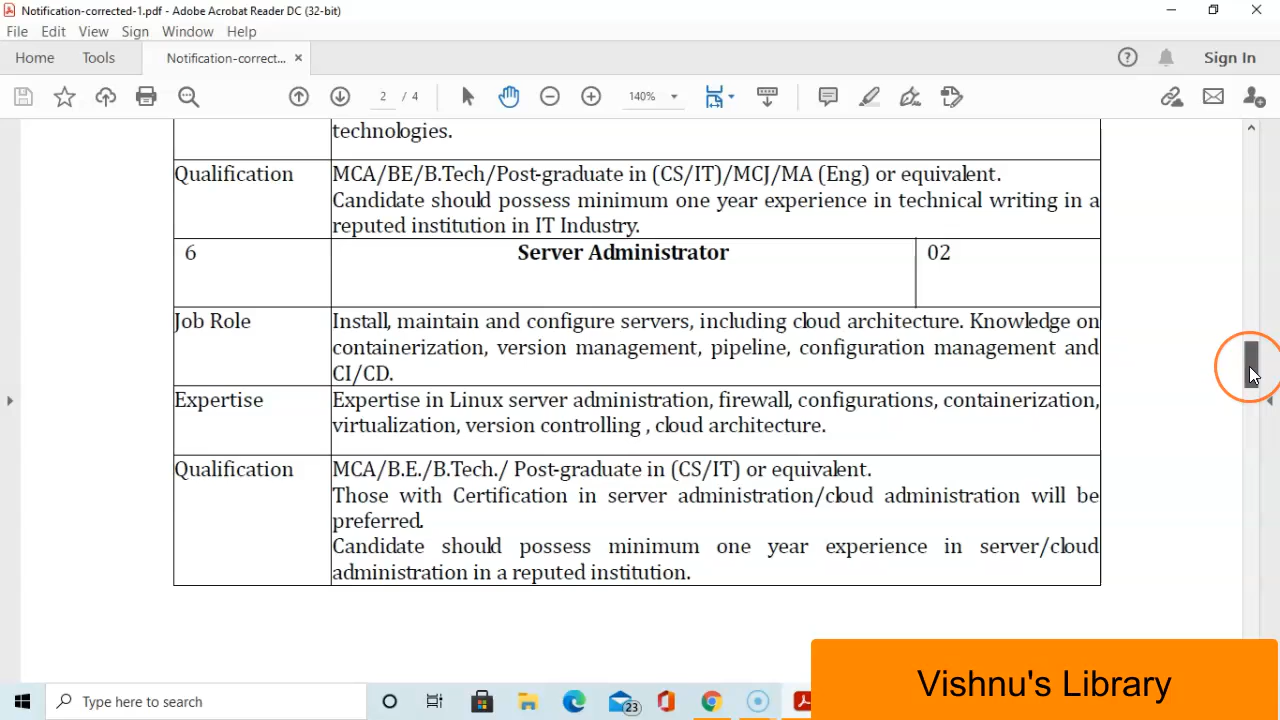 Notification-corrected-1.pdf - Adobe Acrobat Reader DC (32-bit)
File Edit View Sign Window Help
Home Tools Notification-correct... × Sign In
2 / 4 140%
technologies.
Qualification MCA/BE/B.Tech/Post-graduate in (CS/IT)/MCJ/MA (Eng) or equivalent.
Candidate should possess minimum one year experience in technical writing in a
reputed institution in IT Industry.
6 Server Administrator 02
Job Role Install, maintain and configure servers, including cloud architecture. Knowledge on
containerization, version management, pipeline, configuration management and
CI/CD.
Expertise Expertise in Linux server administration, firewall, configurations, containerization,
virtualization, version controlling , cloud architecture.
Qualification MCA/B.E./B.Tech./ Post-graduate in (CS/IT) or equivalent.
Those with Certification in server administration/cloud administration will be
preferred.
Candidate should possess minimum one year experience in server/cloud
administration in a reputed institution.
Vishnu's Library
Type here to search 23